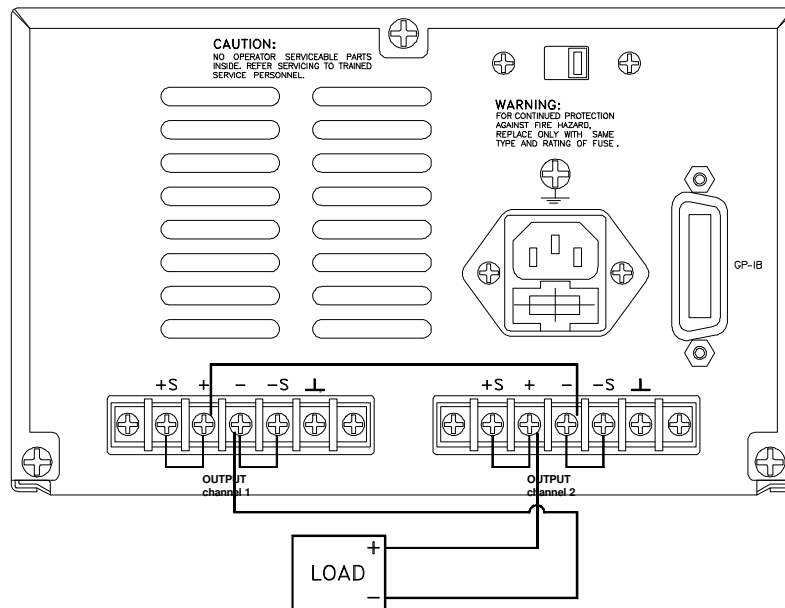 CAUTION:
NO OPERATOR SERVICEABLE PARTS
INSIDE. REFER SERVICING TO TRAINED
SERVICE PERSONNEL.
WARNING:
FOR CONTINUED PROTECTION
AGAINST FIRE HAZARD,
REPLACE ONLY WITH SAME
TYPE AND RATING OF FUSE.
GP-IB
+S + - -S
+S + - -S
OUTPUT
channel 1
OUTPUT
channel 2
+
LOAD
-